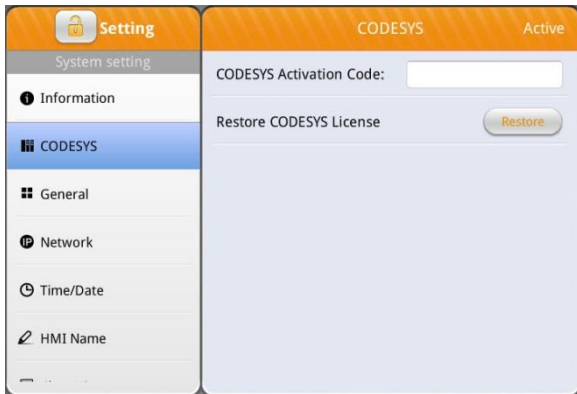 Setting
System setting
Information
CODESYS
General
IP Network
Time/Date
HMI Name
CODESYS Active
CODESYS Activation Code:
Restore CODESYS License Restore